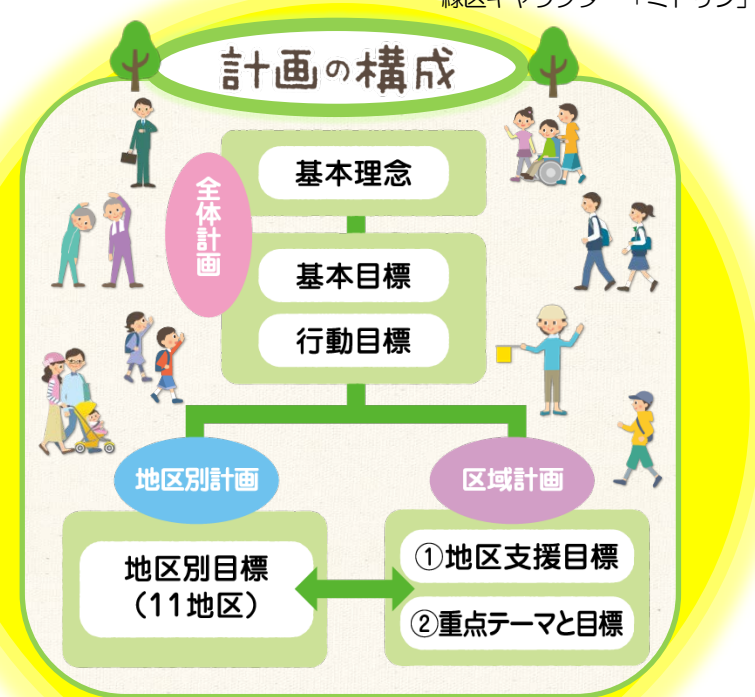 計画の構成
全体計画
基本理念
基本目標
行動目標
地区別計画
区域計画
地区別目標
（11地区）
①地区支援目標
②重点テーマと目標